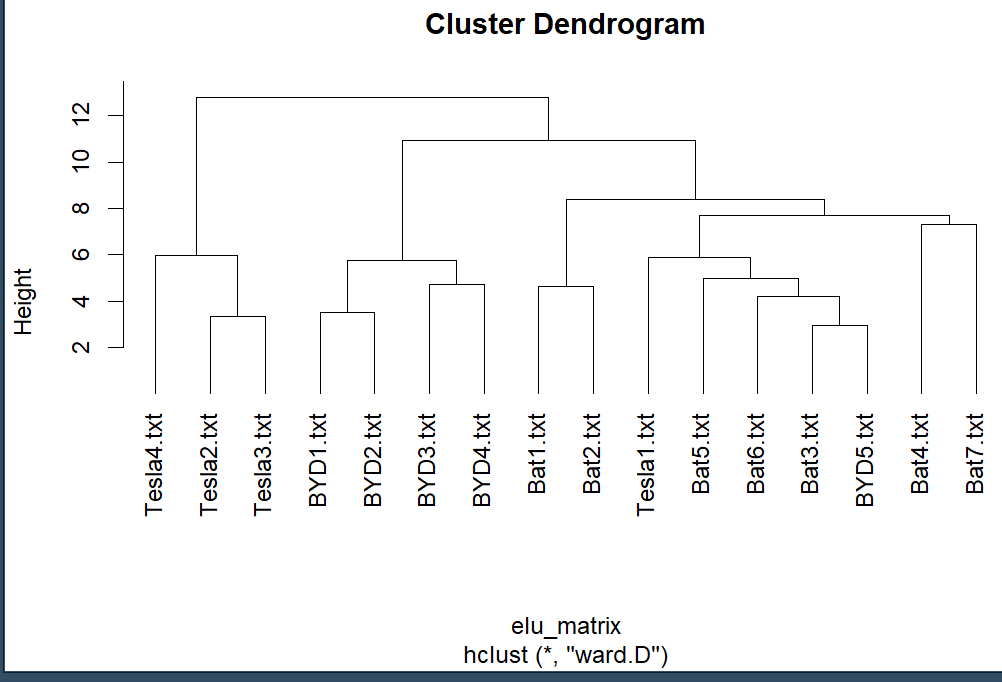 Cluster Dendrogram
Height
2
4
6
8
10
12
Tesla4.txt
Tesla2.txt
Tesla3.txt
BYD1.txt
BYD2.txt
BYD3.txt
BYD4.txt
Bat1.txt
Bat2.txt
Tesla1.txt
Bat5.txt
Bat6.txt
Bat3.txt
BYD5.txt
Bat4.txt
Bat7.txt
elu_matrix
hclust (*, "ward.D")